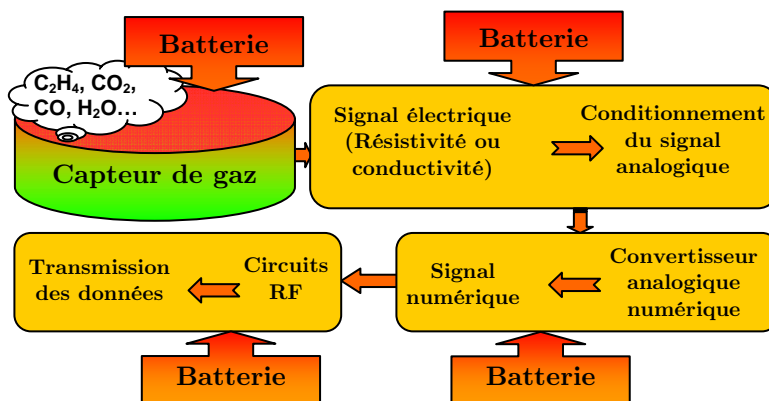 Batterie
Batterie
C₂H₄, CO₂,
CO, H₂O…
Capteur de gaz
Signal électrique
(Résistivité ou
conductivité)
Conditionnement
du signal
analogique
Convertisseur
analogique
numérique
Signal
numérique
Circuits
RF
Transmission
des données
Batterie
Batterie